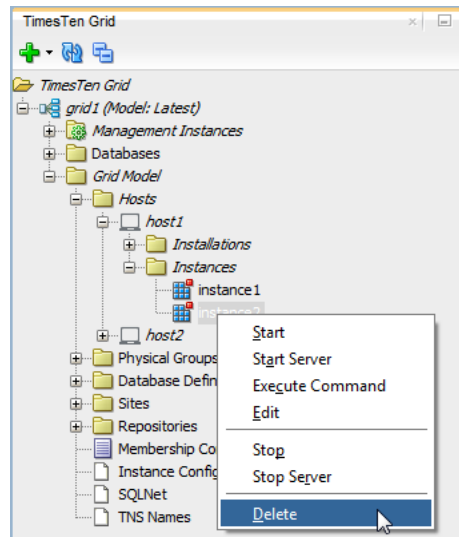 TimesTen Grid
TimesTen Grid
grid1 (Model: Latest)
Management Instances
Databases
Grid Model
Hosts
host1
Installations
Instances
instance1
instance2
host2
Physical Groups
Database Defin
Sites
Repositories
Membership Co
Instance Config
SQLNet
TNS Names
Start
Start Server
Execute Command
Edit
Stop
Stop Server
Delete